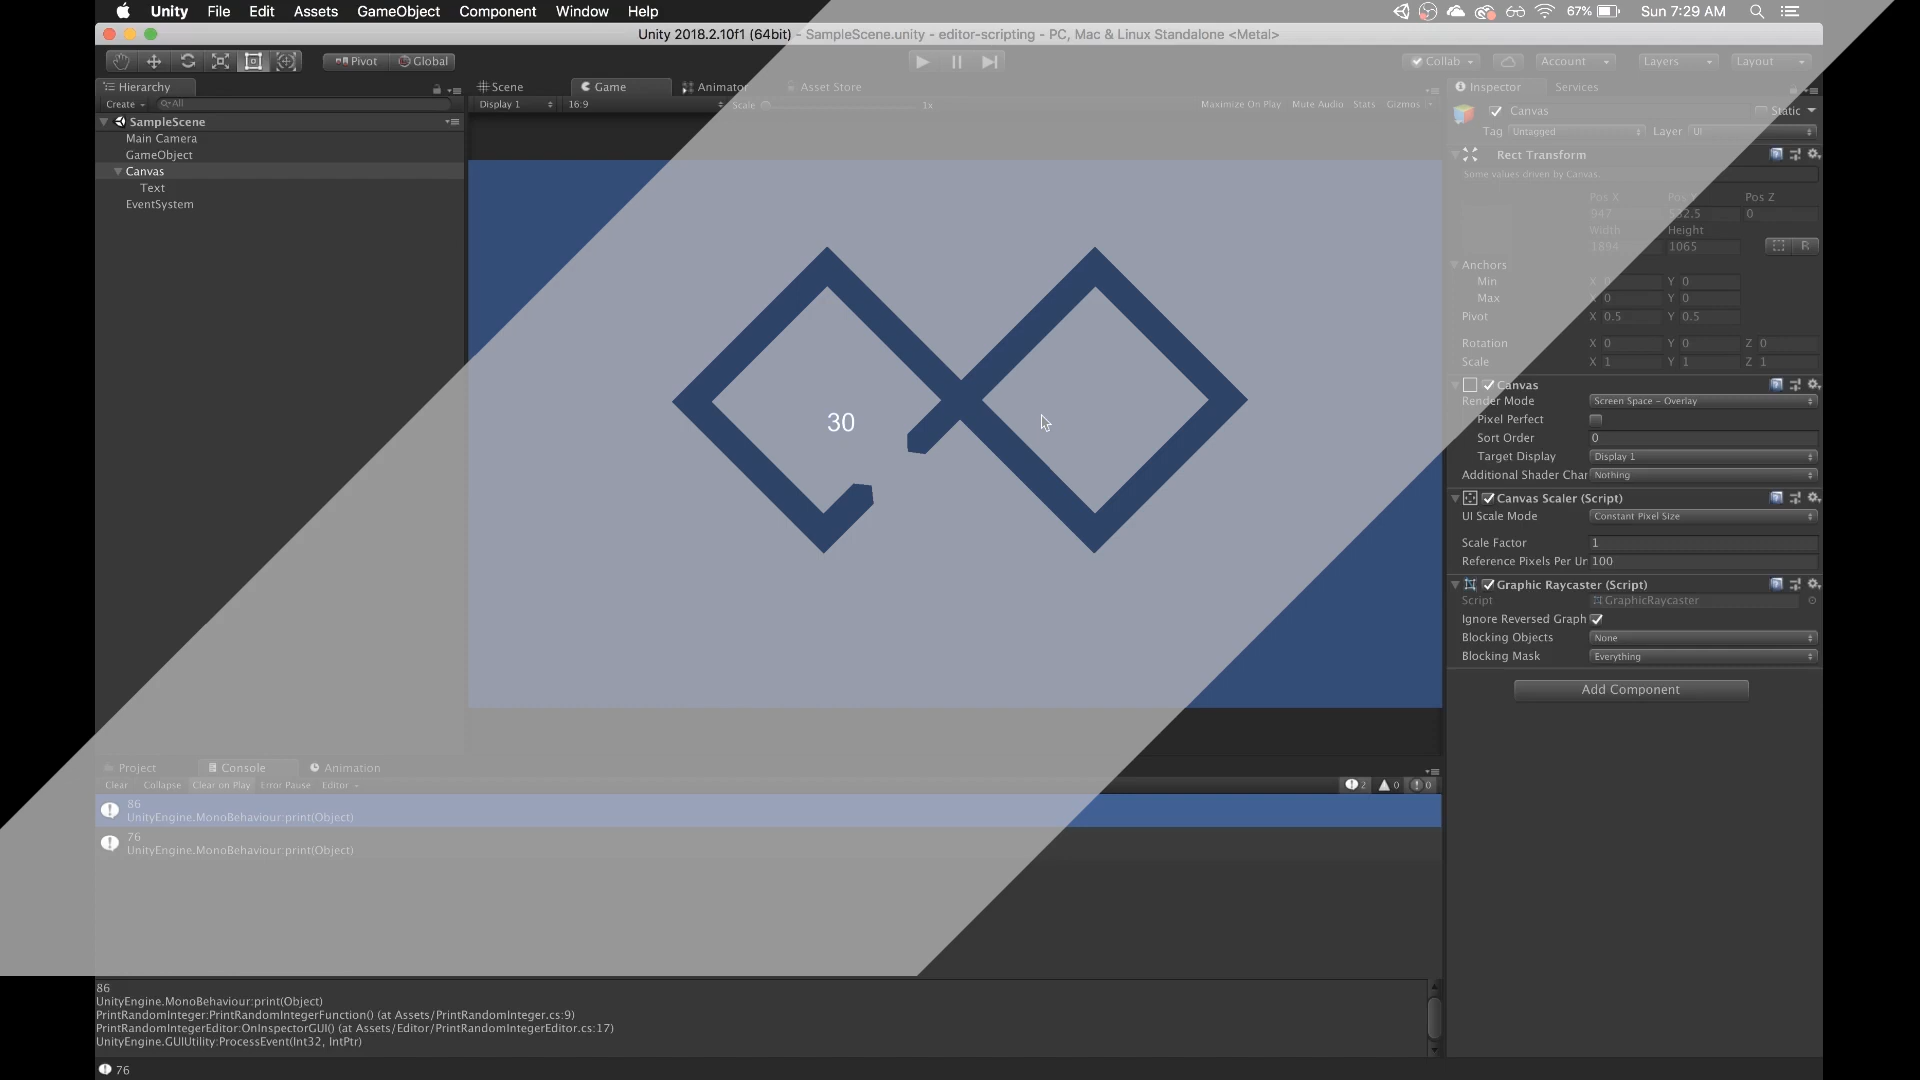 Unity File Edit Assets GameObject Component Window Help 67% Sun 7:29 AM
Unity 2018.2.10f1 (64bit) - SampleScene.unity - editor-scripting - PC, Mac & Linux Standalone <Metal>
Pivot Global Collab Account Layers Layout
Hierarchy Scene Game Animator Asset Store Inspector Services
Create All Display 1 16:9 Scale 1x Maximize On Play Mute Audio Stats Gizmos
SampleScene
Main Camera
GameObject
Canvas
Text
EventSystem
30
Canvas Static
Tag Untagged Layer UI
Rect Transform
Some values driven by Canvas.
Pos X Pos Y Pos Z
947 532.5 0
Width Height
1894 1065 R
Anchors
Min X 0 Y 0
Max X 0 Y 0
Pivot X 0.5 Y 0.5
Rotation X 0 Y 0 Z 0
Scale X 1 Y 1 Z 1
Canvas
Render Mode Screen Space - Overlay
Pixel Perfect
Sort Order 0
Target Display Display 1
Additional Shader Char Nothing
Canvas Scaler (Script)
UI Scale Mode Constant Pixel Size
Scale Factor 1
Reference Pixels Per Ur 100
Graphic Raycaster (Script)
Script GraphicRaycaster
Ignore Reversed Graph
Blocking Objects None
Blocking Mask Everything
Add Component
Project Console Animation
Clear Collapse Clear on Play Error Pause Editor 2 0 0
86
UnityEngine.MonoBehaviour:print(Object)
76
UnityEngine.MonoBehaviour:print(Object)
86
UnityEngine.MonoBehaviour:print(Object)
PrintRandomInteger:PrintRandomIntegerFunction() (at Assets/PrintRandomInteger.cs:9)
PrintRandomIntegerEditor:OnInspectorGUI() (at Assets/Editor/PrintRandomIntegerEditor.cs:17)
UnityEngine.GUIUtility:ProcessEvent(Int32, IntPtr)
76